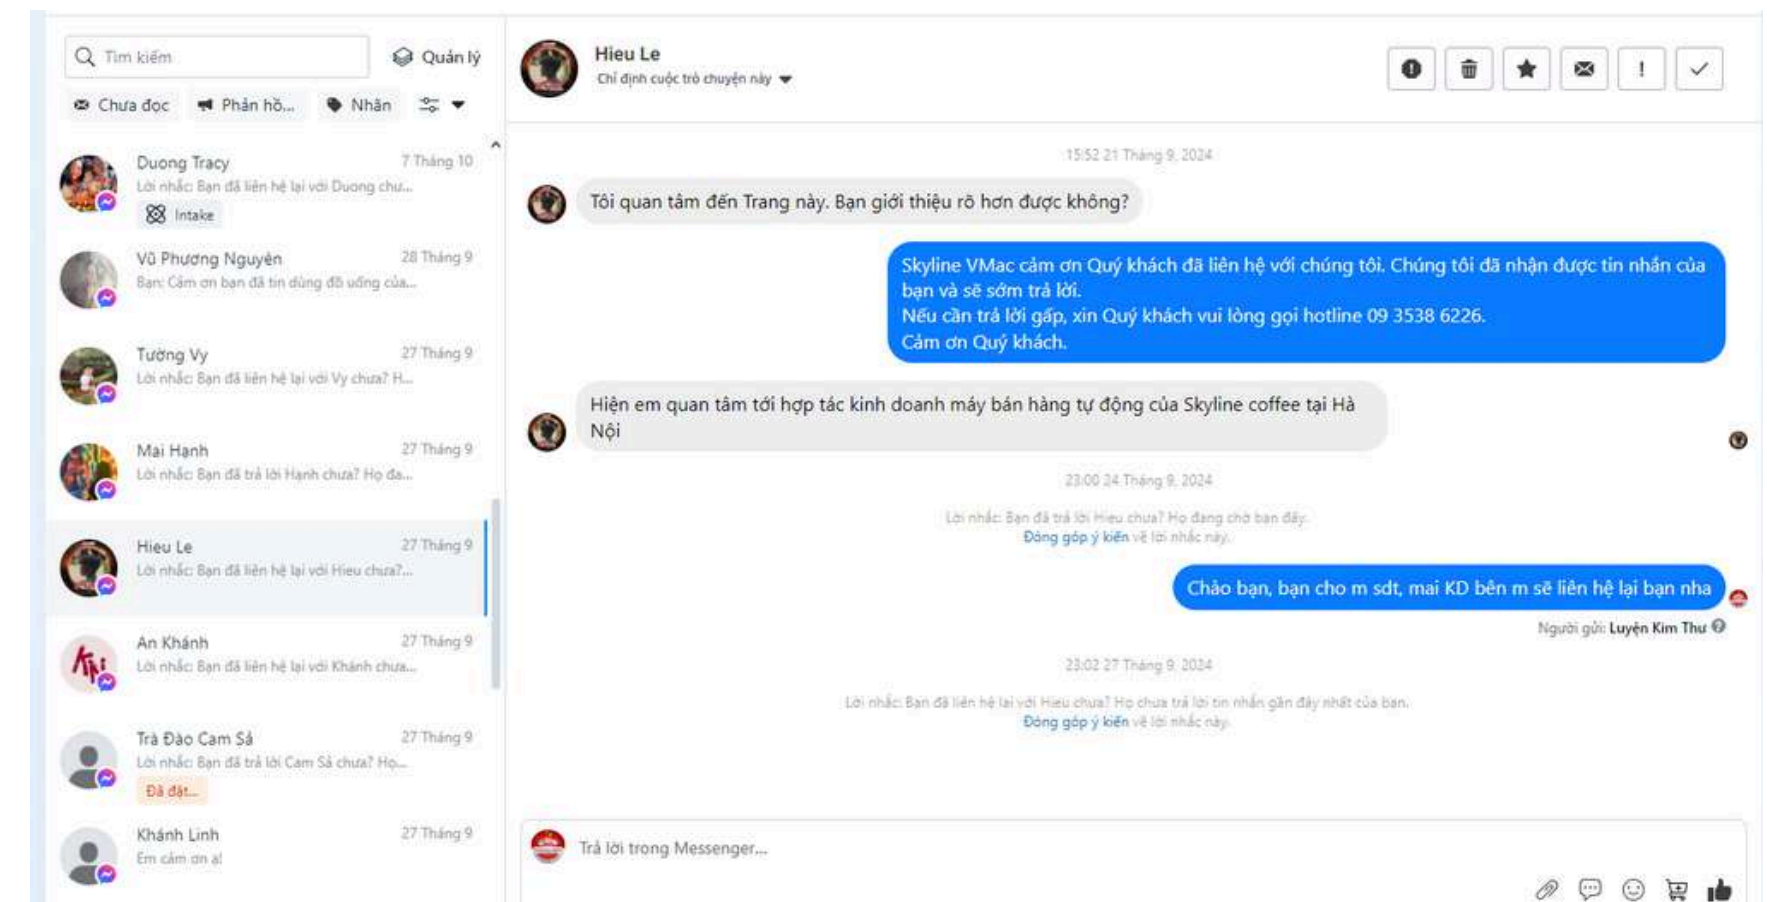 Tìm kiếm
Quản lý
Chưa đọc
Phản hồ...
Nhãn
Duong Tracy
7 Tháng 10
Lời nhắc: Bạn đã liên hệ lại với Duong chư...
Intake
Vũ Phương Nguyên
28 Tháng 9
Bạn: Cảm ơn bạn đã tin dùng đồ uống của...
Tường Vy
27 Tháng 9
Lời nhắc: Bạn đã liên hệ lại với Vy chưa? H...
Mai Hạnh
27 Tháng 9
Lời nhắc: Bạn đã trả lời Hạnh chưa? Họ đa...
Hieu Le
27 Tháng 9
Lời nhắc: Bạn đã liên hệ lại với Hieu chưa?...
An Khánh
27 Tháng 9
Lời nhắc: Bạn đã liên hệ lại với Khánh chưa...
Trà Đào Cam Sả
27 Tháng 9
Lời nhắc: Bạn đã trả lời Cam Sả chưa? Họ...
Đã đặt...
Khánh Linh
27 Tháng 9
Em cảm ơn ạ!
Hieu Le
Chỉ định cuộc trò chuyện này
15:52 21 Tháng 9, 2024
Tôi quan tâm đến Trang này. Bạn giới thiệu rõ hơn được không?
Skyline VMac cảm ơn Quý khách đã liên hệ với chúng tôi. Chúng tôi đã nhận được tin nhắn của
bạn và sẽ sớm trả lời.
Nếu cần trả lời gấp, xin Quý khách vui lòng gọi hotline 09 3538 6226.
Cảm ơn Quý khách.
Hiện em quan tâm tới hợp tác kinh doanh máy bán hàng tự động của Skyline coffee tại Hà
Nội
23:00 24 Tháng 9, 2024
Lời nhắc: Bạn đã trả lời Hieu chưa? Họ đang chờ bạn đấy.
Đóng góp ý kiến về lời nhắc này.
Chào bạn, bạn cho m sdt, mai KD bên m sẽ liên hệ lại bạn nha
Người gửi: Luyện Kim Thư
23:02 27 Tháng 9, 2024
Lời nhắc: Bạn đã liên hệ lại với Hieu chưa? Họ chưa trả lời tin nhắn gần đây nhất của bạn.
Đóng góp ý kiến về lời nhắc này.
Trả lời trong Messenger...